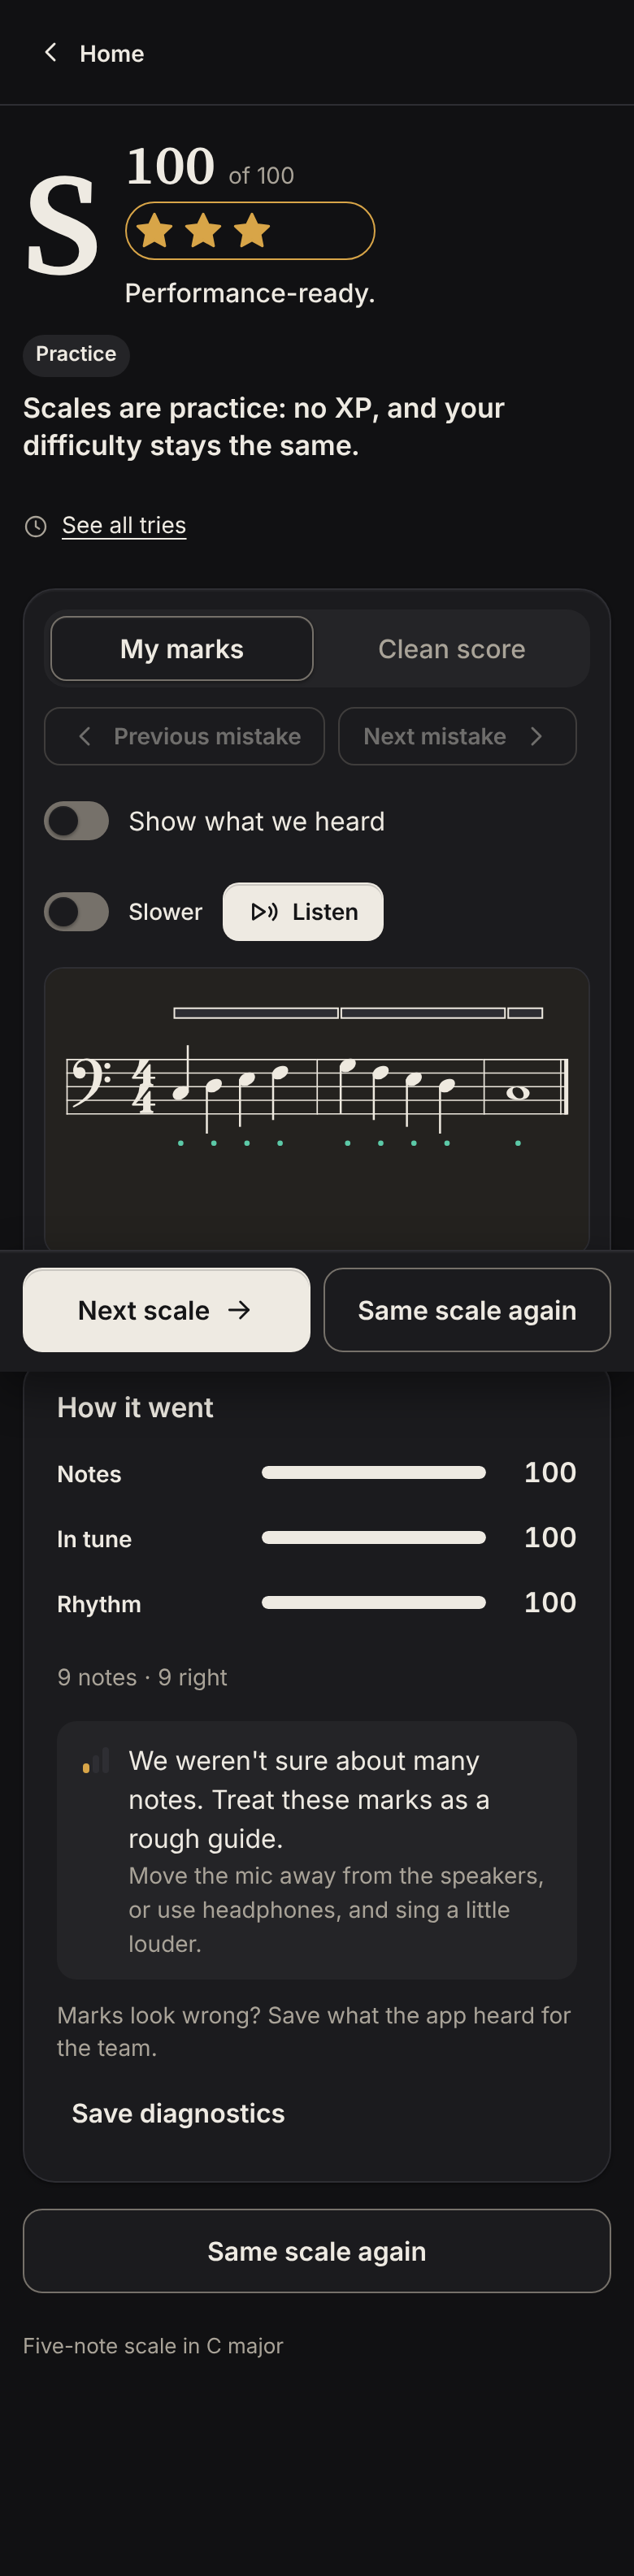 Home
S
100 of 100
Performance-ready.
Practice
Scales are practice: no XP, and your
difficulty stays the same.
See all tries
My marks
Clean score
Previous mistake
Next mistake
Show what we heard
Slower
Listen
4
4
Next scale
Same scale again
How it went
Notes 100
In tune 100
Rhythm 100
9 notes · 9 right
We weren't sure about many
notes. Treat these marks as a
rough guide.
Move the mic away from the speakers,
or use headphones, and sing a little
louder.
Marks look wrong? Save what the app heard for
the team.
Save diagnostics
Same scale again
Five-note scale in C major